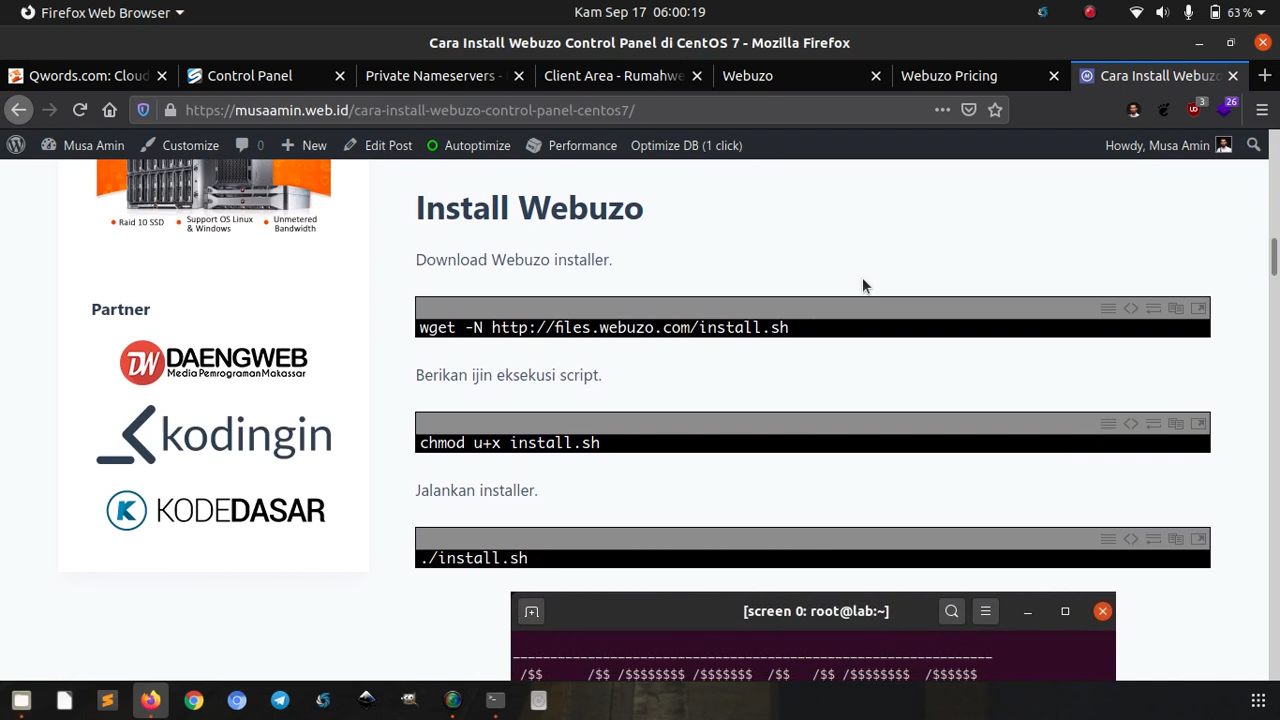 Firefox Web Browser
Kam Sep 17 06:00:19
63 %
Cara Install Webuzo Control Panel di CentOS 7 - Mozilla Firefox
Qwords.com: Cloud
Control Panel
Private Nameservers -
Client Area - Rumahwe
Webuzo
Webuzo Pricing
Cara Install Webuzo
https://musaamin.web.id/cara-install-webuzo-control-panel-centos7/
3
26
Musa Amin
Customize
0
New
Edit Post
Autoptimize
Performance
Optimize DB (1 click)
Howdy, Musa Amin
Raid 10 SSD
Support OS Linux & Windows
Unmetered Bandwidth
Partner
DW DAENGWEB
Media Pemrograman Makassar
kodingin
K KODEDASAR
Install Webuzo
Download Webuzo installer.
wget -N http://files.webuzo.com/install.sh
Berikan ijin eksekusi script.
chmod u+x install.sh
Jalankan installer.
./install.sh
[screen 0: root@lab:~]
/$$      /$$ /$$$$$$$$ /$$$$$$$  /$$   /$$ /$$$$$$$$  /$$$$$$